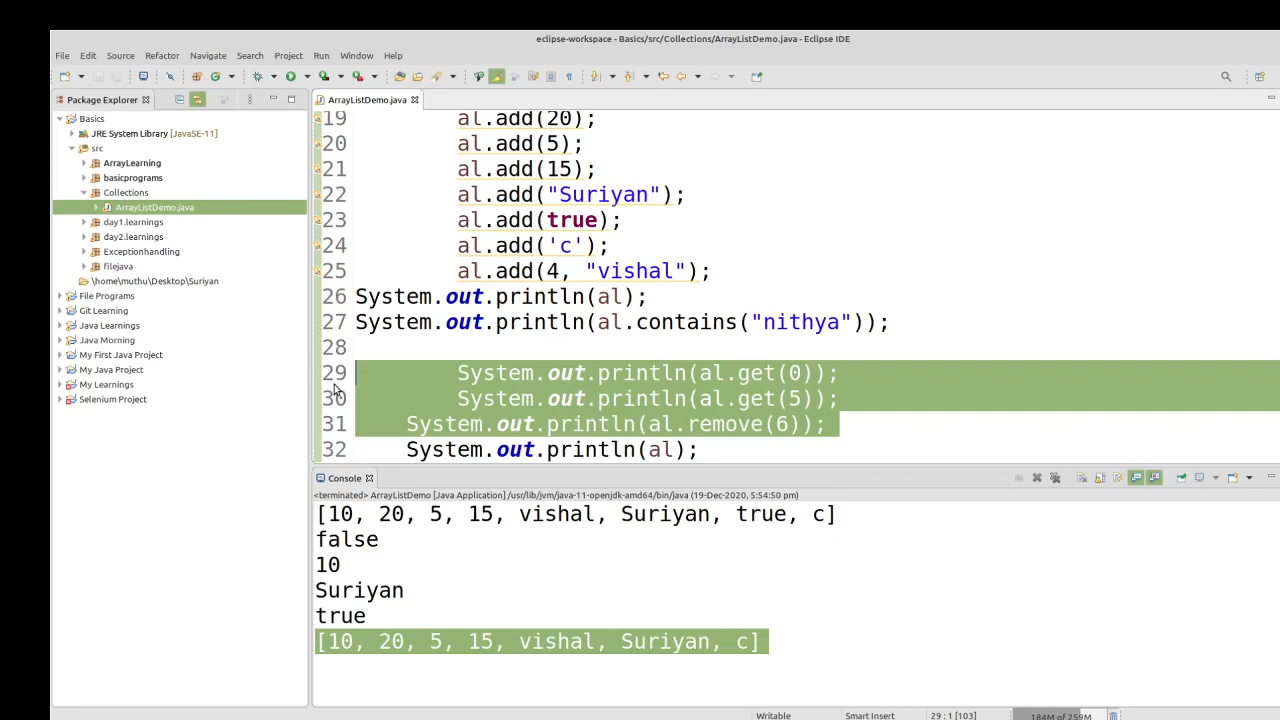 eclipse-workspace - Basics/src/Collections/ArrayListDemo.java - Eclipse IDE
File Edit Source Refactor Navigate Search Project Run Window Help
Package Explorer
ArrayListDemo.java
Basics
JRE System Library [JavaSE-11]
src
ArrayLearning
basicprograms
Collections
ArrayListDemo.java
day1.learnings
day2.learnings
Exceptionhandling
filejava
\home\muthu\Desktop\Suriyan
File Programs
Git Learning
Java Learnings
Java Morning
My First Java Project
My Java Project
My Learnings
Selenium Project
19 al.add(20);
20 al.add(5);
21 al.add(15);
22 al.add("Suriyan");
23 al.add(true);
24 al.add('c');
25 al.add(4, "vishal");
26 System.out.println(al);
27 System.out.println(al.contains("nithya"));
28
29 System.out.println(al.get(0));
30 System.out.println(al.get(5));
31 System.out.println(al.remove(6));
32 System.out.println(al);
Console
<terminated> ArrayListDemo [Java Application] /usr/lib/jvm/java-11-openjdk-amd64/bin/java (19-Dec-2020, 5:54:50 pm)
[10, 20, 5, 15, vishal, Suriyan, true, c]
false
10
Suriyan
true
[10, 20, 5, 15, vishal, Suriyan, c]
Writable Smart Insert 29 : 1 [103] 184M of 259M